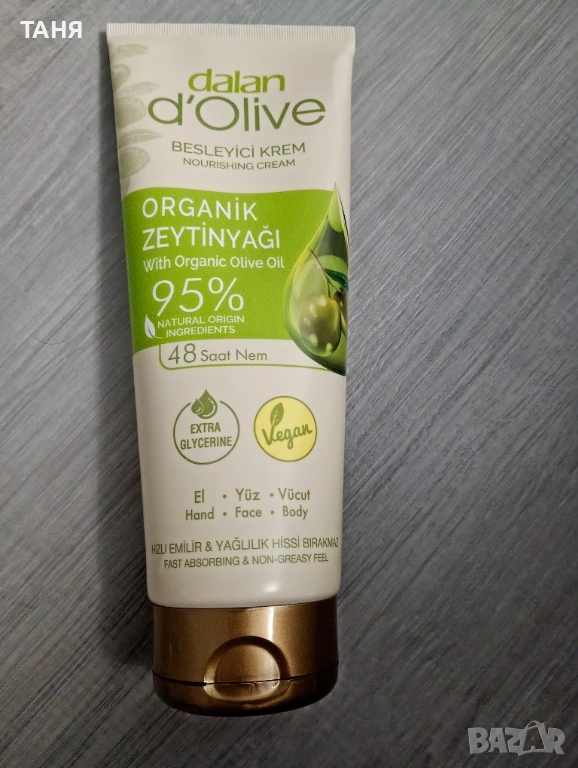 ТАНЯ
dalan
d'Olive
BESLEYİCİ KREM
NOURISHING CREAM
ORGANİK
ZEYTİNYAĞI
With Organic Olive Oil
95%
NATURAL ORIGIN
INGREDIENTS
48 Saat Nem
EXTRA
GLYCERINE
Vegan
El • Yüz • Vücut
Hand • Face • Body
HIZLI EMİLİR & YAĞLILIK HİSSİ BIRAKMAZ
FAST ABSORBING & NON-GREASY FEEL
BAZAR